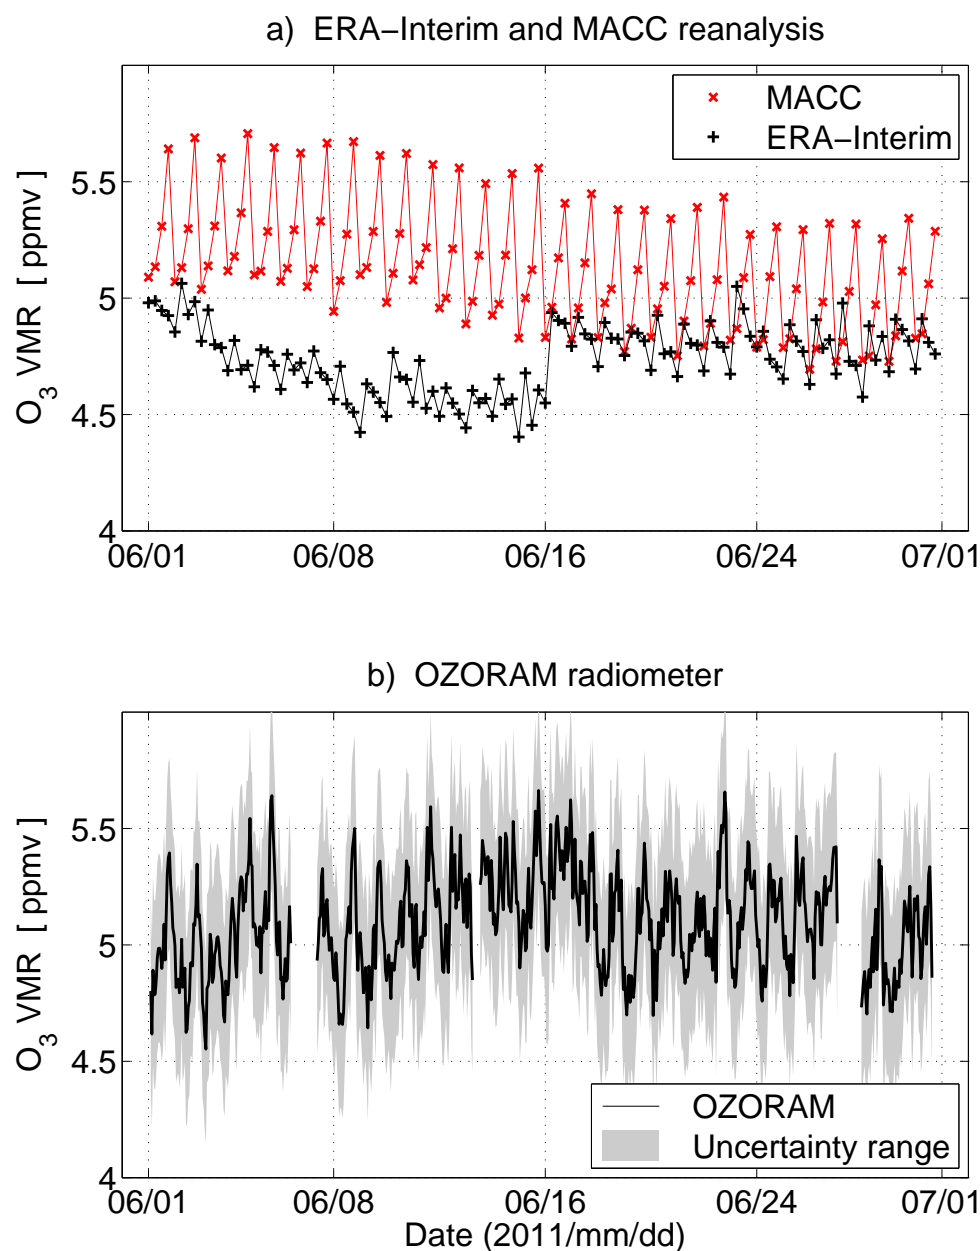 a) ERA−Interim and MACC reanalysis
MACC
ERA−Interim
O3 VMR [ ppmv]
5.5
5
4.5
4
06/01 06/08 06/16 06/24 07/01
b) OZORAM radiometer
O3 VMR [ ppmv]
5.5
5
4.5
4
OZORAM
Uncertainty range
06/01 06/08 06/16 06/24 07/01
Date (2011/mm/dd)